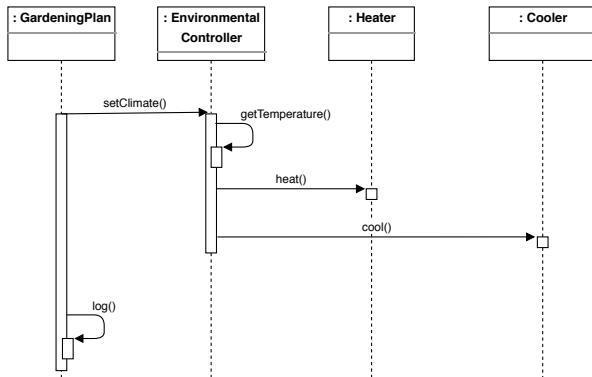 : GardeningPlan
: Environmental
Controller
: Heater
: Cooler
setClimate()
getTemperature()
heat()
cool()
log()